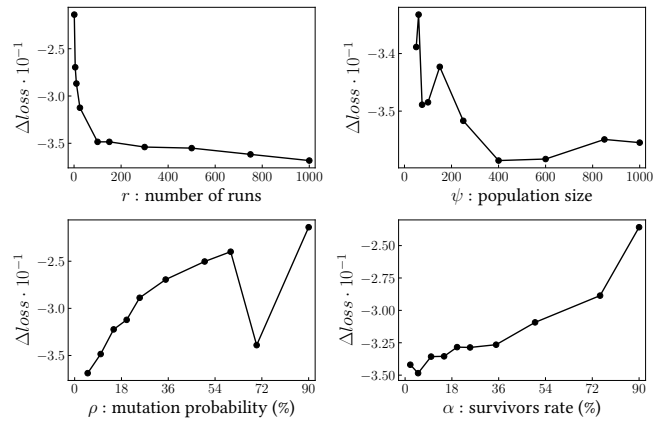 Δloss · 10⁻¹
−2.5
−3.0
−3.5
0 200 400 600 800 1000
r : number of runs
Δloss · 10⁻¹
−3.4
−3.5
0 200 400 600 800 1000
ψ : population size
Δloss · 10⁻¹
−2.5
−3.0
−3.5
0 18 36 54 72 90
ρ : mutation probability (%)
Δloss · 10⁻¹
−2.50
−2.75
−3.00
−3.25
−3.50
0 18 36 54 72 90
α : survivors rate (%)